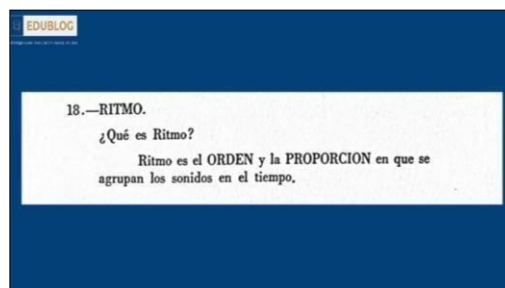 EDUBLOG
18.—RITMO.
¿Qué es Ritmo?
Ritmo es el ORDEN y la PROPORCION en que se
agrupan los sonidos en el tiempo.